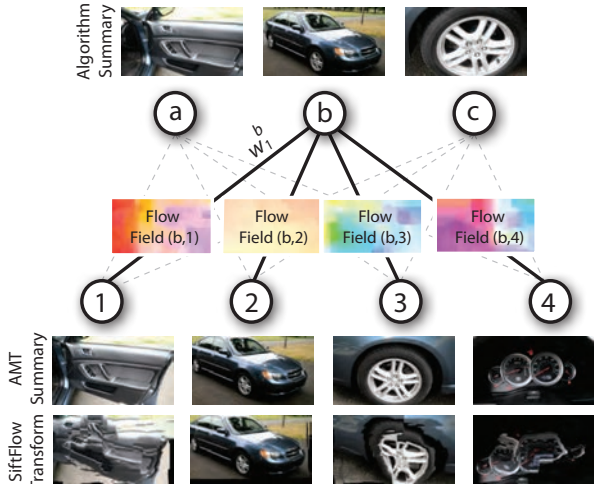 Algorithm
Summary
a
b
c
W₁ᵇ
Flow
Field (b,1)
Flow
Field (b,2)
Flow
Field (b,3)
Flow
Field (b,4)
1
2
3
4
AMT
Summary
SiftFlow
Transform